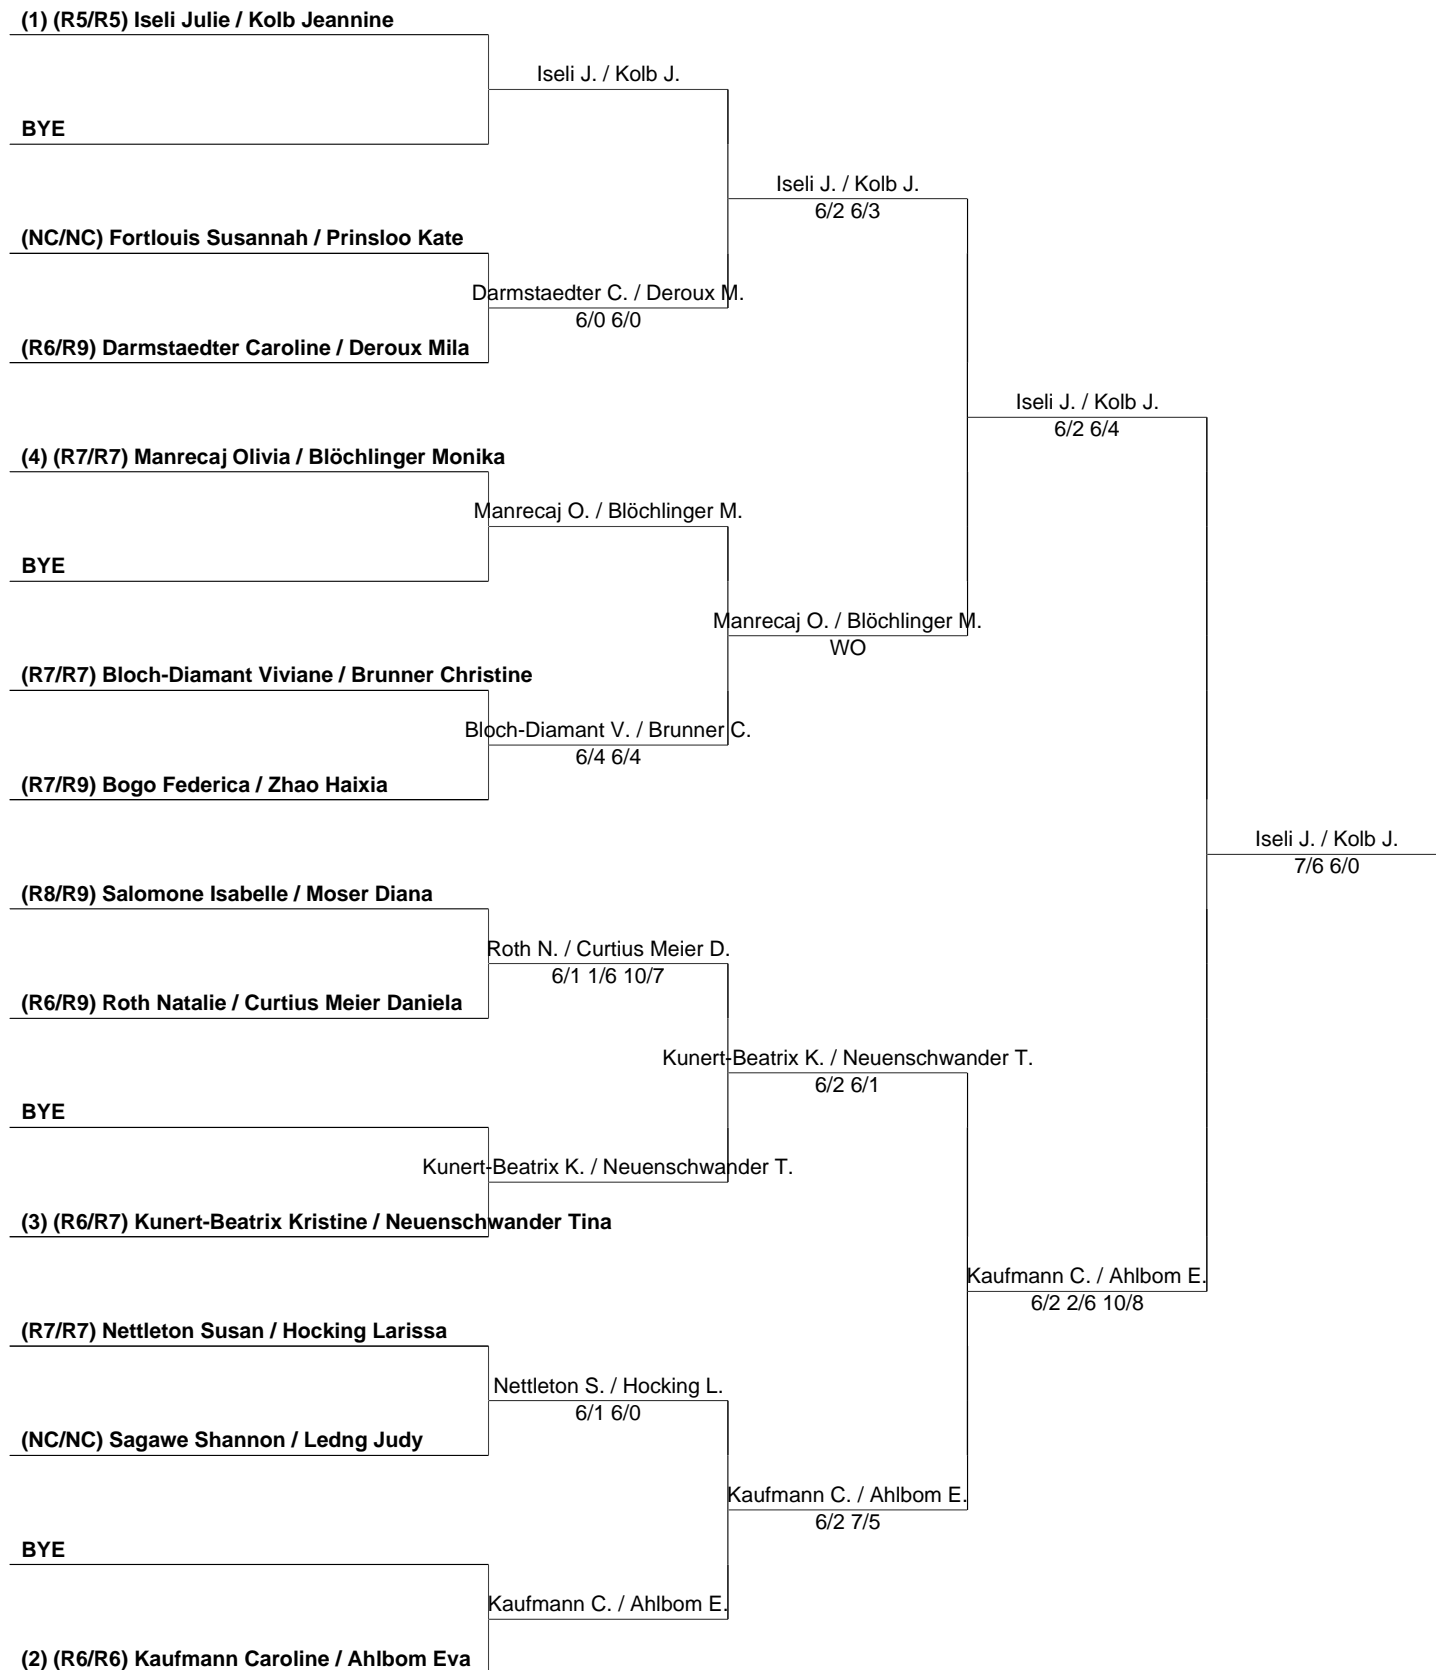 (1) (R5/R5) Iseli Julie / Kolb Jeannine
Iseli J. / Kolb J.
BYE
Iseli J. / Kolb J.
6/2 6/3
(NC/NC) Fortlouis Susannah / Prinsloo Kate
Darmstaedter C. / Deroux M.
6/0 6/0
(R6/R9) Darmstaedter Caroline / Deroux Mila
Iseli J. / Kolb J.
6/2 6/4
(4) (R7/R7) Manrecaj Olivia / Blöchlinger Monika
Manrecaj O. / Blöchlinger M.
BYE
Manrecaj O. / Blöchlinger M.
WO
(R7/R7) Bloch-Diamant Viviane / Brunner Christine
Bloch-Diamant V. / Brunner C.
6/4 6/4
(R7/R9) Bogo Federica / Zhao Haixia
Iseli J. / Kolb J.
7/6 6/0
(R8/R9) Salomone Isabelle / Moser Diana
Roth N. / Curtius Meier D.
6/1 1/6 10/7
(R6/R9) Roth Natalie / Curtius Meier Daniela
Kunert-Beatrix K. / Neuenschwander T.
6/2 6/1
BYE
Kunert-Beatrix K. / Neuenschwander T.
(3) (R6/R7) Kunert-Beatrix Kristine / Neuenschwander Tina
Kaufmann C. / Ahlbom E.
6/2 2/6 10/8
(R7/R7) Nettleton Susan / Hocking Larissa
Nettleton S. / Hocking L.
6/1 6/0
(NC/NC) Sagawe Shannon / Ledng Judy
Kaufmann C. / Ahlbom E.
6/2 7/5
BYE
Kaufmann C. / Ahlbom E.
(2) (R6/R6) Kaufmann Caroline / Ahlbom Eva